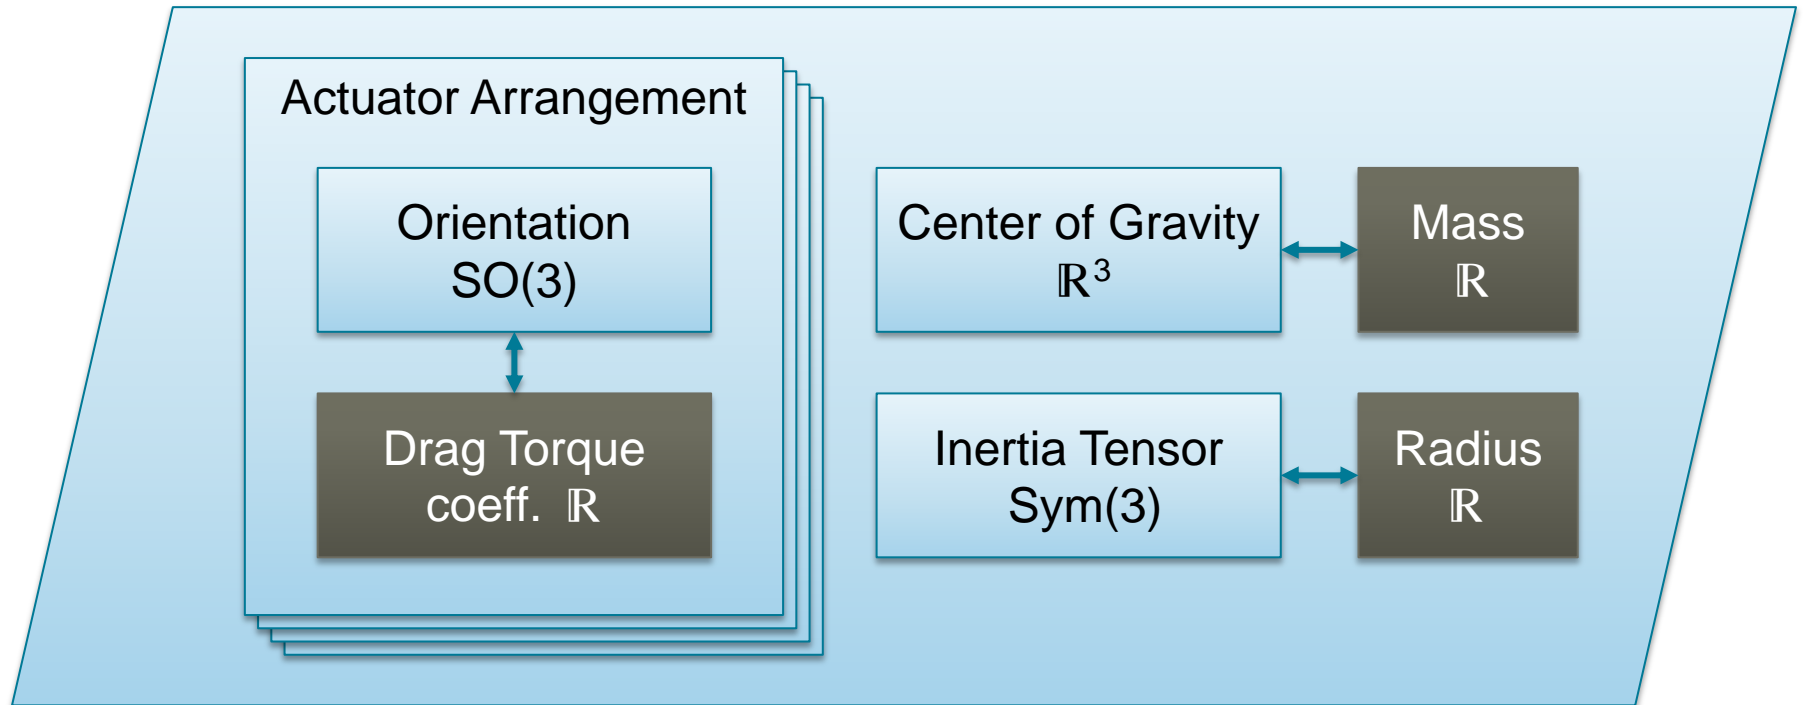 Actuator Arrangement
Orientation
SO(3)
Drag Torque
coeff. ℝ
Center of Gravity
ℝ³
Mass
ℝ
Inertia Tensor
Sym(3)
Radius
ℝ